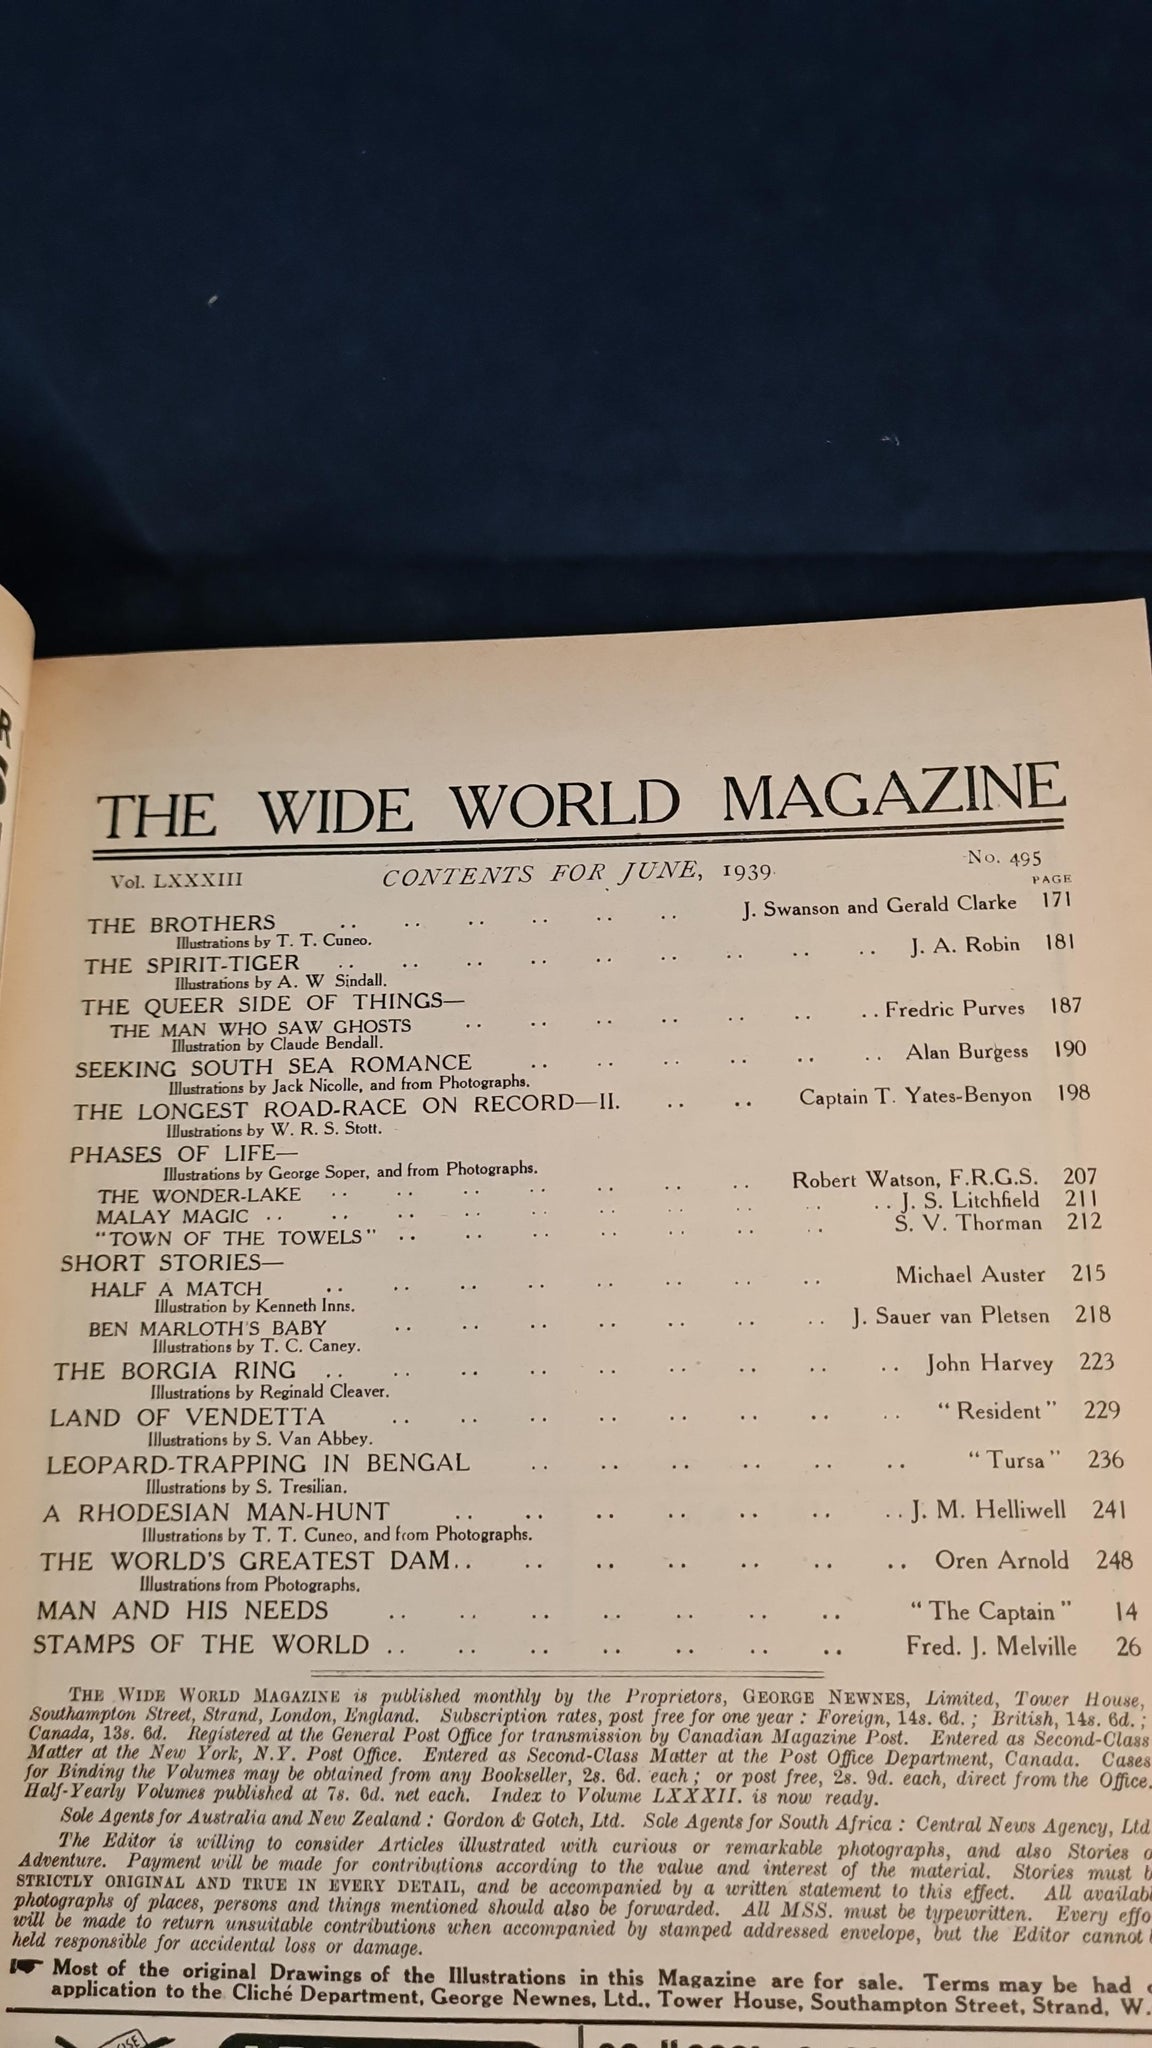 THE WIDE WORLD MAGAZINE
Vol. LXXXIII CONTENTS FOR JUNE, 1939. No. 495
PAGE
THE BROTHERS .. .. .. .. .. .. J. Swanson and Gerald Clarke 171
Illustrations by T. T. Cuneo.
THE SPIRIT-TIGER .. .. .. .. .. .. .. .. .. J. A. Robin 181
Illustrations by A. W Sindall.
THE QUEER SIDE OF THINGS—
THE MAN WHO SAW GHOSTS .. .. .. .. .. .. .. Fredric Purves 187
Illustration by Claude Bendall.
SEEKING SOUTH SEA ROMANCE .. .. .. .. .. .. Alan Burgess 190
Illustrations by Jack Nicolle, and from Photographs.
THE LONGEST ROAD-RACE ON RECORD—II. .. .. Captain T. Yates-Benyon 198
Illustrations by W. R. S. Stott.
PHASES OF LIFE—
Illustrations by George Soper, and from Photographs.
THE WONDER-LAKE .. .. .. .. .. .. .. Robert Watson, F.R.G.S. 207
MALAY MAGIC .. .. .. .. .. .. .. .. .. .. J. S. Litchfield 211
"TOWN OF THE TOWELS" .. .. .. .. .. .. .. S. V. Thorman 212
SHORT STORIES—
HALF A MATCH .. .. .. .. .. .. .. .. Michael Auster 215
Illustration by Kenneth Inns.
BEN MARLOTH'S BABY .. .. .. .. .. .. .. J. Sauer van Pletsen 218
Illustrations by T. C. Caney.
THE BORGIA RING .. .. .. .. .. .. .. .. .. John Harvey 223
Illustrations by Reginald Cleaver.
LAND OF VENDETTA .. .. .. .. .. .. .. .. "Resident" 229
Illustrations by S. Van Abbey.
LEOPARD-TRAPPING IN BENGAL .. .. .. .. .. .. "Tursa" 236
Illustrations by S. Tresilian.
A RHODESIAN MAN-HUNT .. .. .. .. .. .. .. J. M. Helliwell 241
Illustrations by T. T. Cuneo, and from Photographs.
THE WORLD'S GREATEST DAM .. .. .. .. .. .. .. Oren Arnold 248
Illustrations from Photographs.
MAN AND HIS NEEDS .. .. .. .. .. .. .. "The Captain" 14
STAMPS OF THE WORLD .. .. .. .. .. .. .. Fred. J. Melville 26
THE WIDE WORLD MAGAZINE is published monthly by the Proprietors, GEORGE NEWNES, Limited, Tower House,
Southampton Street, Strand, London, England. Subscription rates, post free for one year : Foreign, 14s. 6d. ; British, 14s. 6d. ;
Canada, 13s. 6d. Registered at the General Post Office for transmission by Canadian Magazine Post. Entered as Second-Class
Matter at the New York, N.Y. Post Office. Entered as Second-Class Matter at the Post Office Department, Canada. Cases
for Binding the Volumes may be obtained from any Bookseller, 2s. 6d. each ; or post free, 2s. 9d. each, direct from the Office.
Half-Yearly Volumes published at 7s. 6d. net each. Index to Volume LXXXII. is now ready.
Sole Agents for Australia and New Zealand : Gordon & Gotch, Ltd. Sole Agents for South Africa : Central News Agency, Ltd
The Editor is willing to consider Articles illustrated with curious or remarkable photographs, and also Stories o
Adventure. Payment will be made for contributions according to the value and interest of the material. Stories must b
STRICTLY ORIGINAL AND TRUE IN EVERY DETAIL, and be accompanied by a written statement to this effect. All availabl
photographs of places, persons and things mentioned should also be forwarded. All MSS. must be typewritten. Every effo
will be made to return unsuitable contributions when accompanied by stamped addressed envelope, but the Editor cannot b
held responsible for accidental loss or damage.
Most of the original Drawings of the Illustrations in this Magazine are for sale. Terms may be had o
application to the Cliché Department, George Newnes, Ltd., Tower House, Southampton Street, Strand, W.